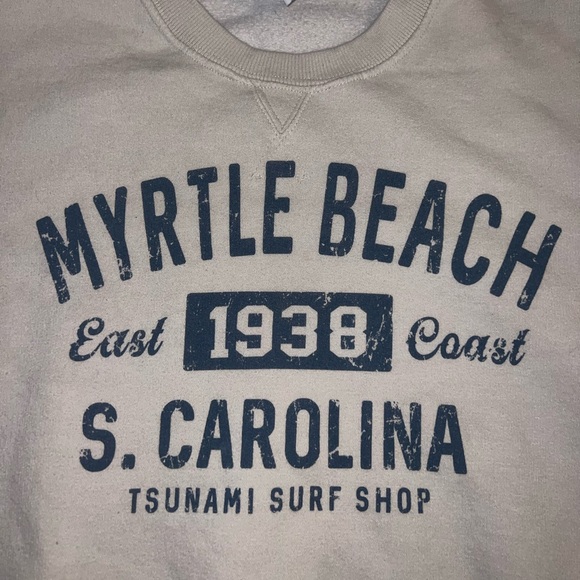 MYRTLE BEACH
East 1938 Coast
S. CAROLINA
TSUNAMI SURF SHOP